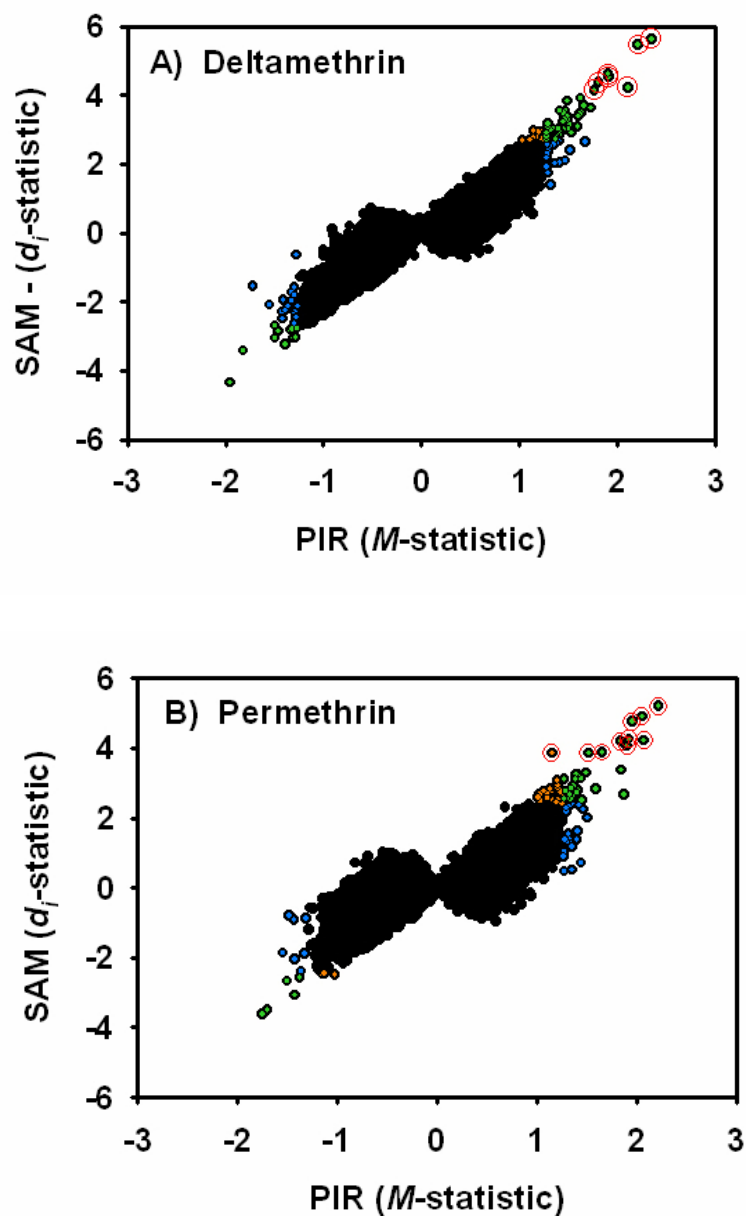 A) Deltamethrin
6
4
2
0
-2
-4
-6
SAM - (di-statistic)
-3 -2 -1 0 1 2 3
PIR (M-statistic)
B) Permethrin
6
4
2
0
-2
-4
-6
SAM (di-statistic)
-3 -2 -1 0 1 2 3
PIR (M-statistic)